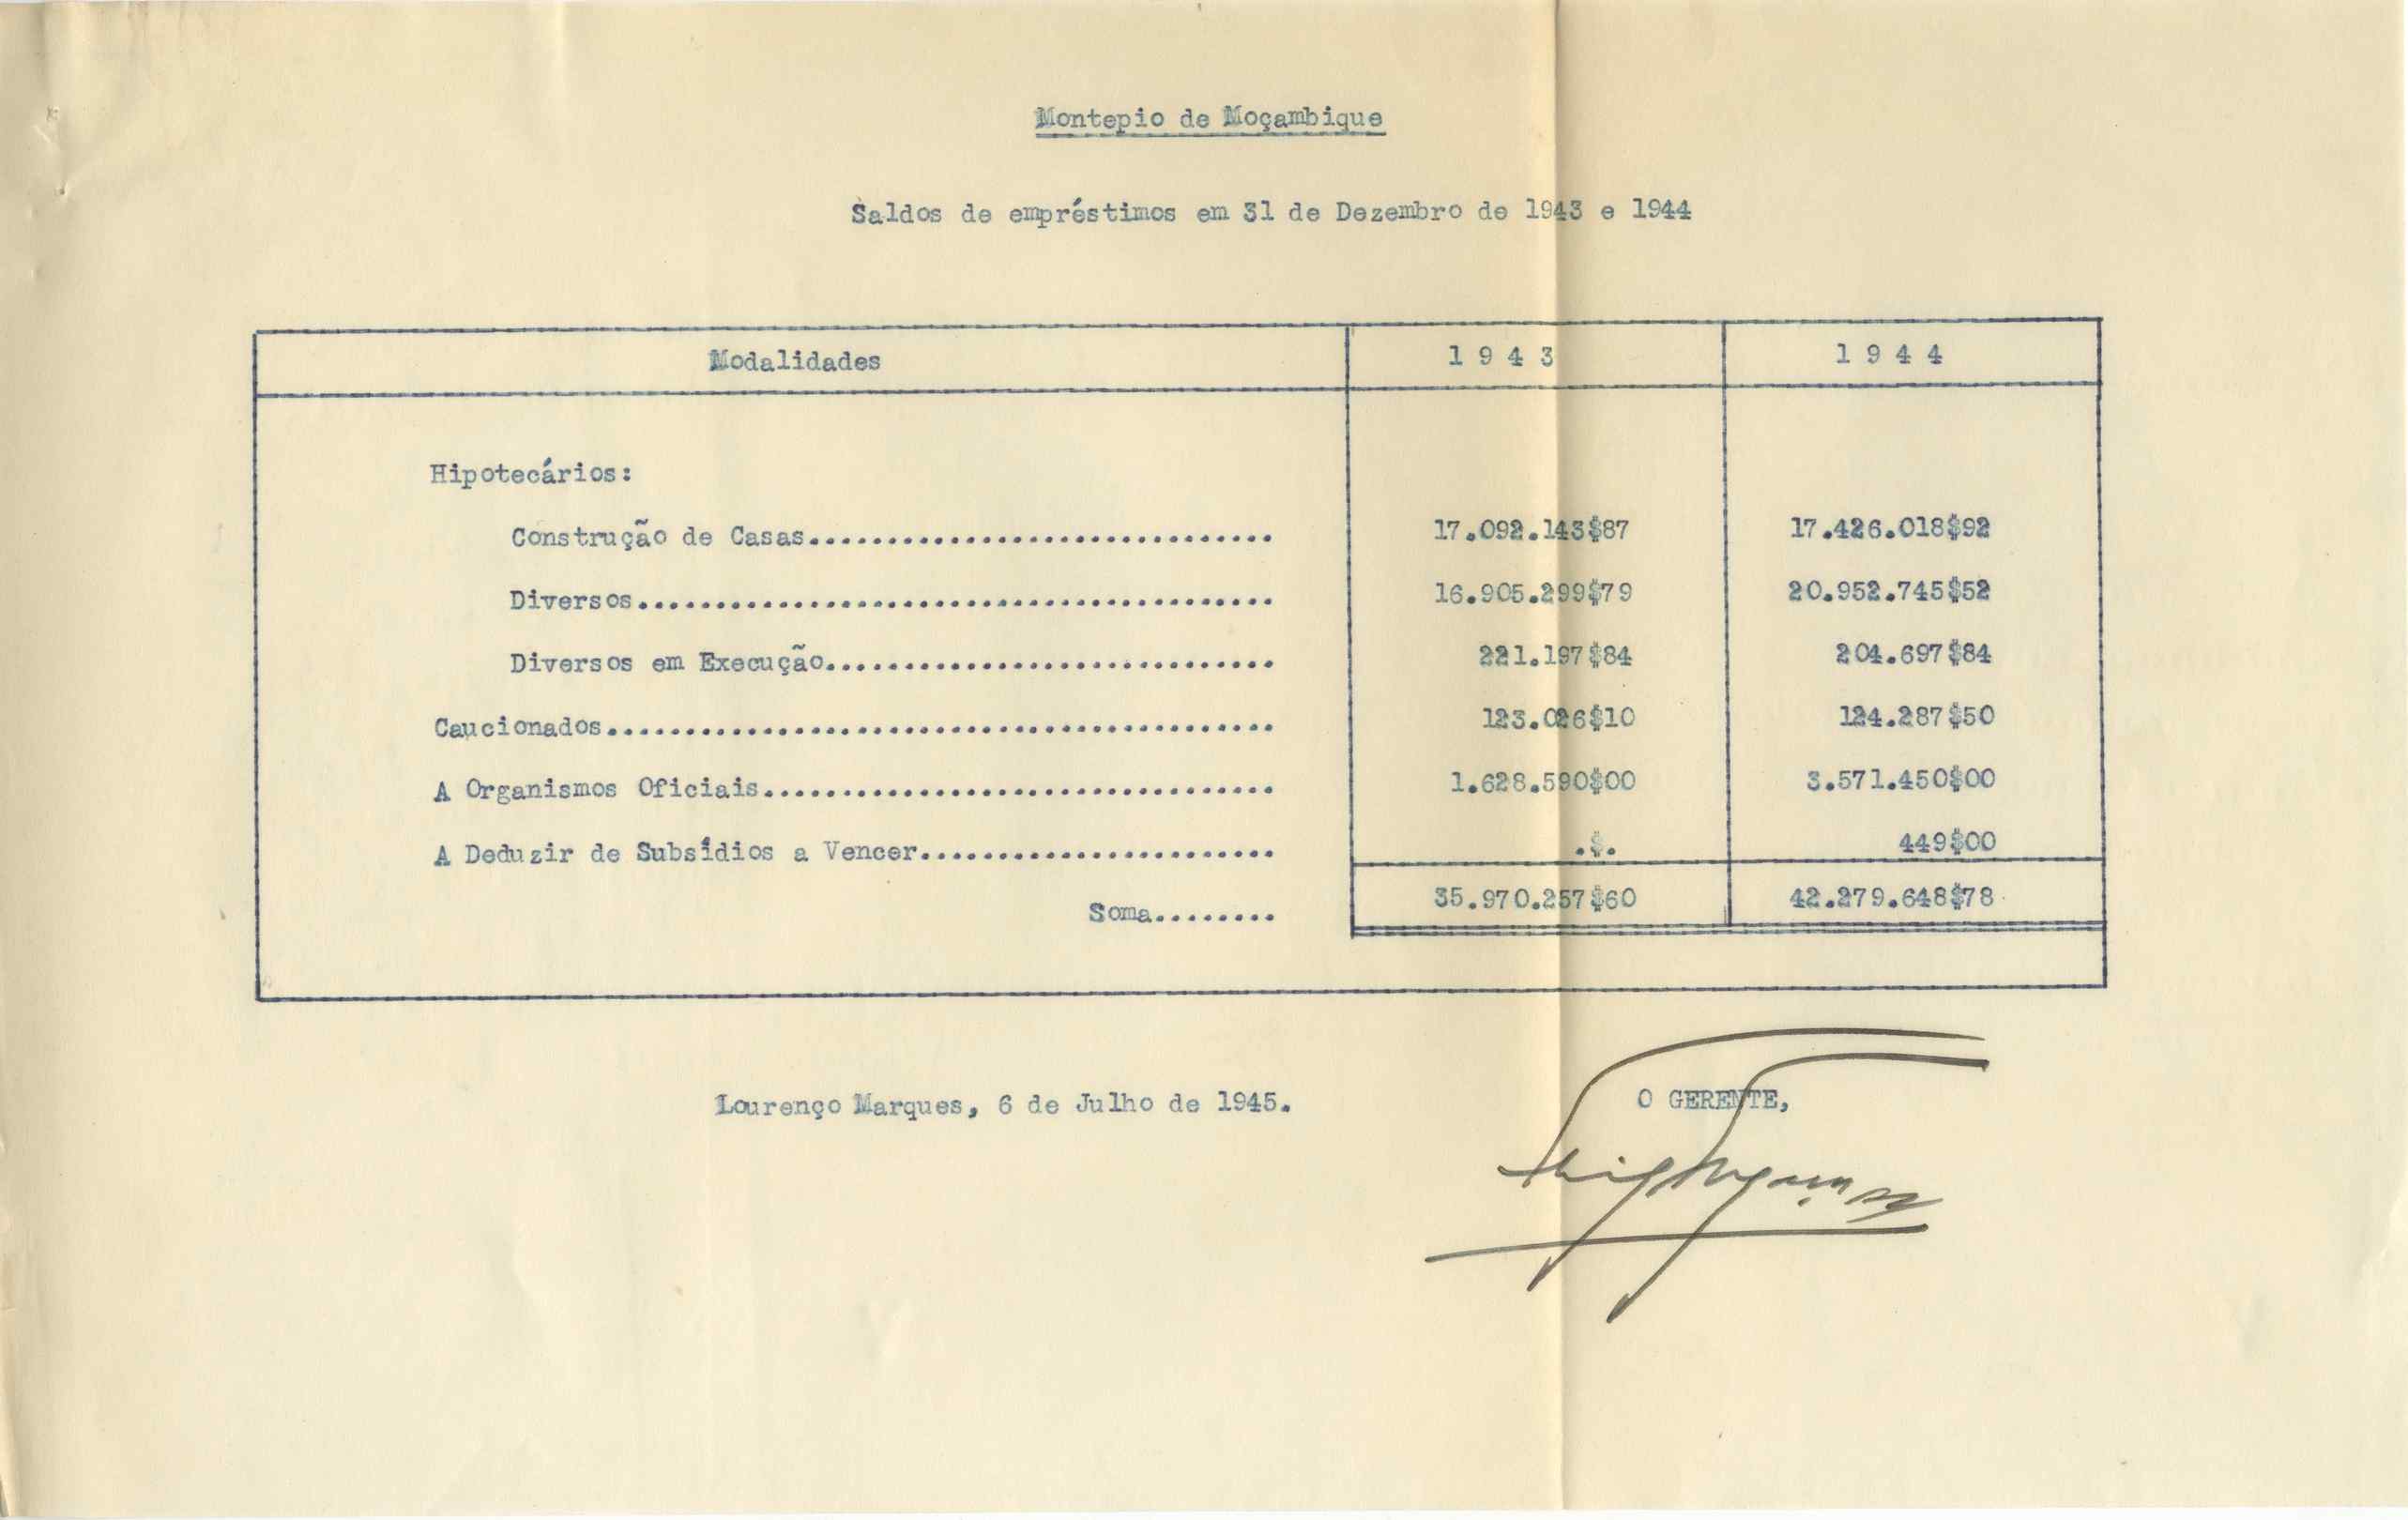 Montepio de Moçambique
Saldos de empréstimos em 31 de Dezembro de 1943 e 1944
Modalidades 1 9 4 3 1 9 4 4
Hipotecários:
Construção de Casas.............................. 17.092.143$87 17.426.018$92
Diversos......................................... 16.905.299$79 20.952.745$52
Diversos em Execução............................. 221.197$84 204.697$84
Caucionados........................................... 123.026$10 124.287$50
A Organismos Oficiais................................. 1.628.590$00 3.571.450$00
A Deduzir de Subsídios a Vencer....................... .$. 449$00
Soma........ 35.970.257$60 42.279.648$78
Lourenço Marques, 6 de Julho de 1945. O GERENTE,